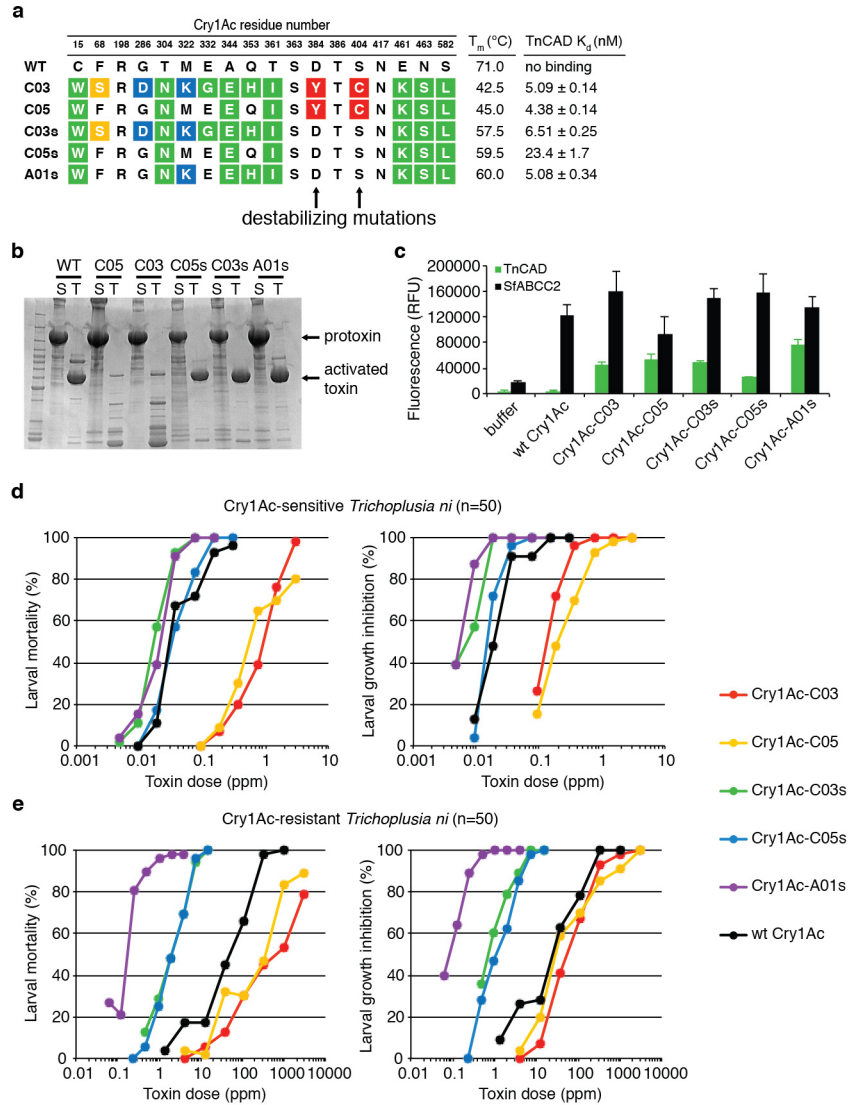 a
Cry1Ac residue number
15 68 198 286 304 322 332 344 353 361 363 384 386 404 417 461 463 582 Tm (°C) TnCAD Kd (nM)
WT C F R G T M E A Q T S D T S N E N S 71.0 no binding
C03 W S R D N K G E H I S Y T C N K S L 42.5 5.09 ± 0.14
C05 W F R G N M E E Q I S Y T C N K S L 45.0 4.38 ± 0.14
C03s W S R D N K G E H I S D T S N K S L 57.5 6.51 ± 0.25
C05s W F R G N M E E Q I S D T S N K S L 59.5 23.4 ± 1.7
A01s W F R G N K E E H I S D T S N K S L 60.0 5.08 ± 0.34
destabilizing mutations
b
WT C05 C03 C05s C03s A01s
S T S T S T S T S T S T
protoxin
activated
toxin
c
TnCAD
SfABCC2
Fluorescence (RFU)
200000
160000
120000
80000
40000
0
buffer
wt Cry1Ac
Cry1Ac-C03
Cry1Ac-C05
Cry1Ac-C03s
Cry1Ac-C05s
Cry1Ac-A01s
d
Cry1Ac-sensitive Trichoplusia ni (n=50)
Larval mortality (%)
100
80
60
40
20
0
0.001 0.01 0.1 1 10
Toxin dose (ppm)
Larval growth inhibition (%)
100
80
60
40
20
0
0.001 0.01 0.1 1 10
Toxin dose (ppm)
Cry1Ac-C03
Cry1Ac-C05
Cry1Ac-C03s
Cry1Ac-C05s
Cry1Ac-A01s
wt Cry1Ac
e
Cry1Ac-resistant Trichoplusia ni (n=50)
Larval mortality (%)
100
80
60
40
20
0
0.01 0.1 1 10 100 1000 10000
Toxin dose (ppm)
Larval growth inhibition (%)
100
80
60
40
20
0
0.01 0.1 1 10 100 1000 10000
Toxin dose (ppm)